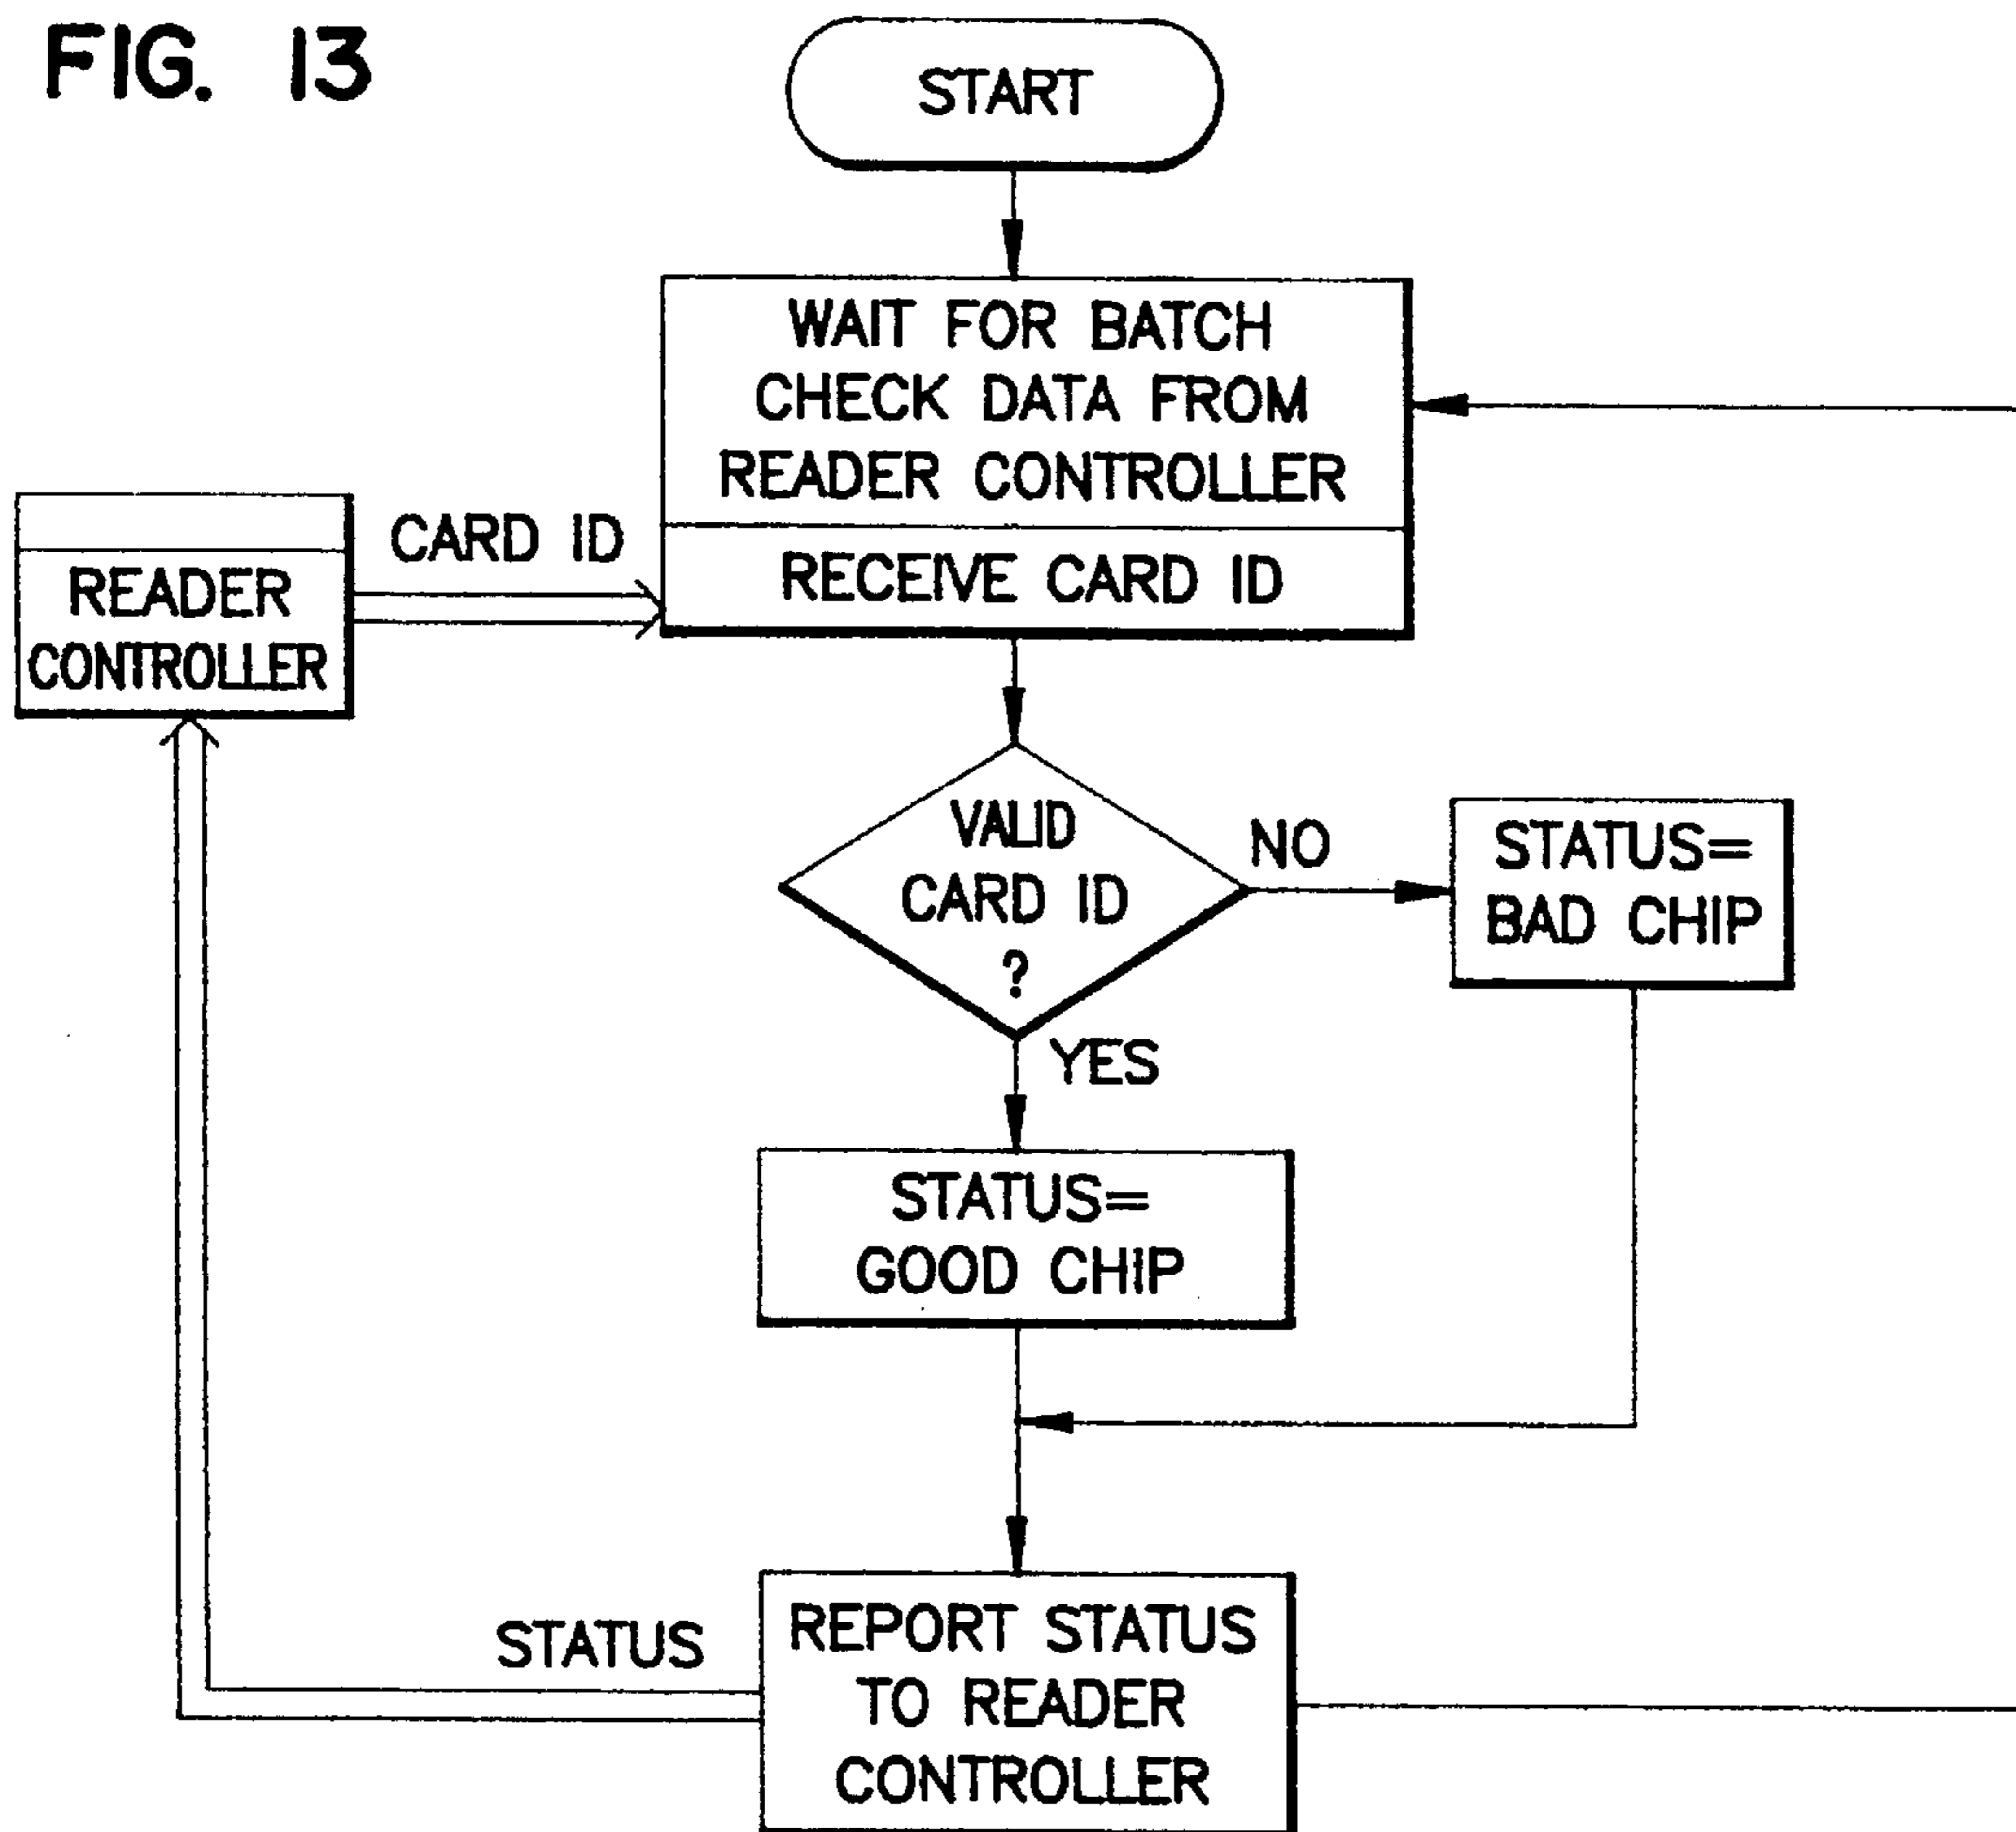 FIG. 13
START
WAIT FOR BATCH
CHECK DATA FROM
READER CONTROLLER
RECEIVE CARD ID
CARD ID
READER
CONTROLLER
VALID
CARD ID
?
NO
STATUS=
BAD CHIP
YES
STATUS=
GOOD CHIP
STATUS
REPORT STATUS
TO READER
CONTROLLER